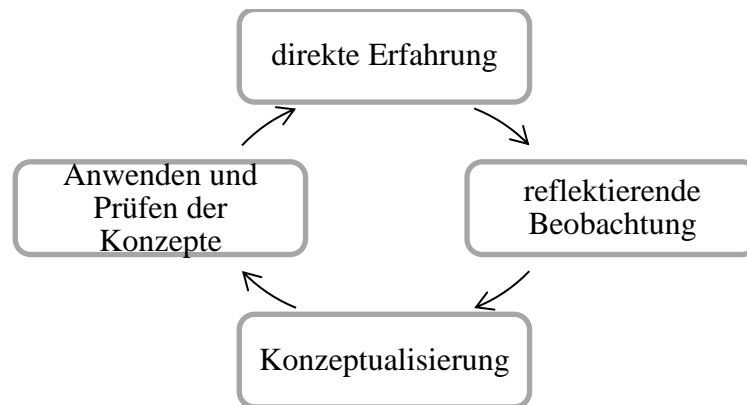 direkte Erfahrung
reflektierende
Beobachtung
Konzeptualisierung
Anwenden und
Prüfen der
Konzepte